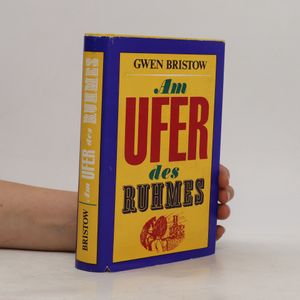 GWEN BRISTOW
Am
UFER
des
RUHMES
BRISTOW
Am UFER des RUHMES